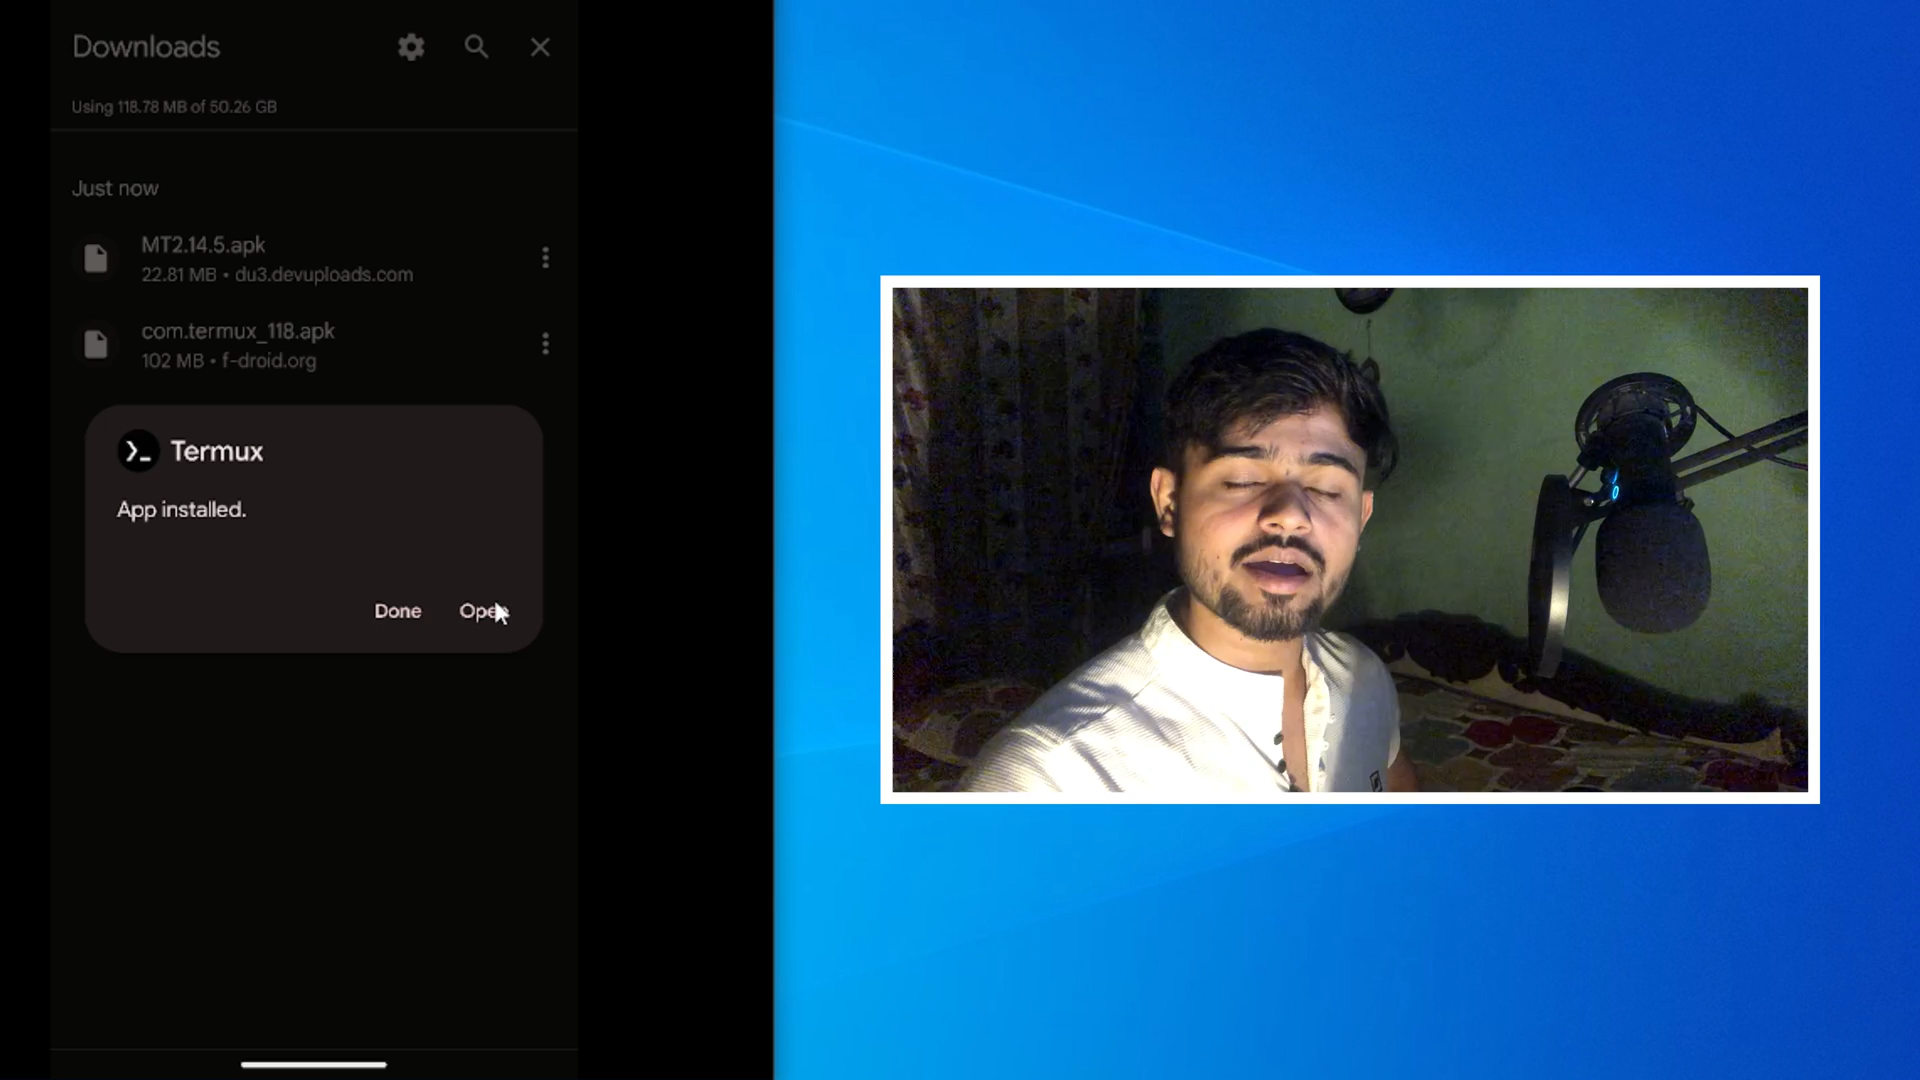 Downloads
Using 118.78 MB of 50.26 GB
Just now
MT2.14.5.apk
22.81 MB • du3.devuploads.com
com.termux_118.apk
102 MB • f-droid.org
Termux
App installed.
Done Open